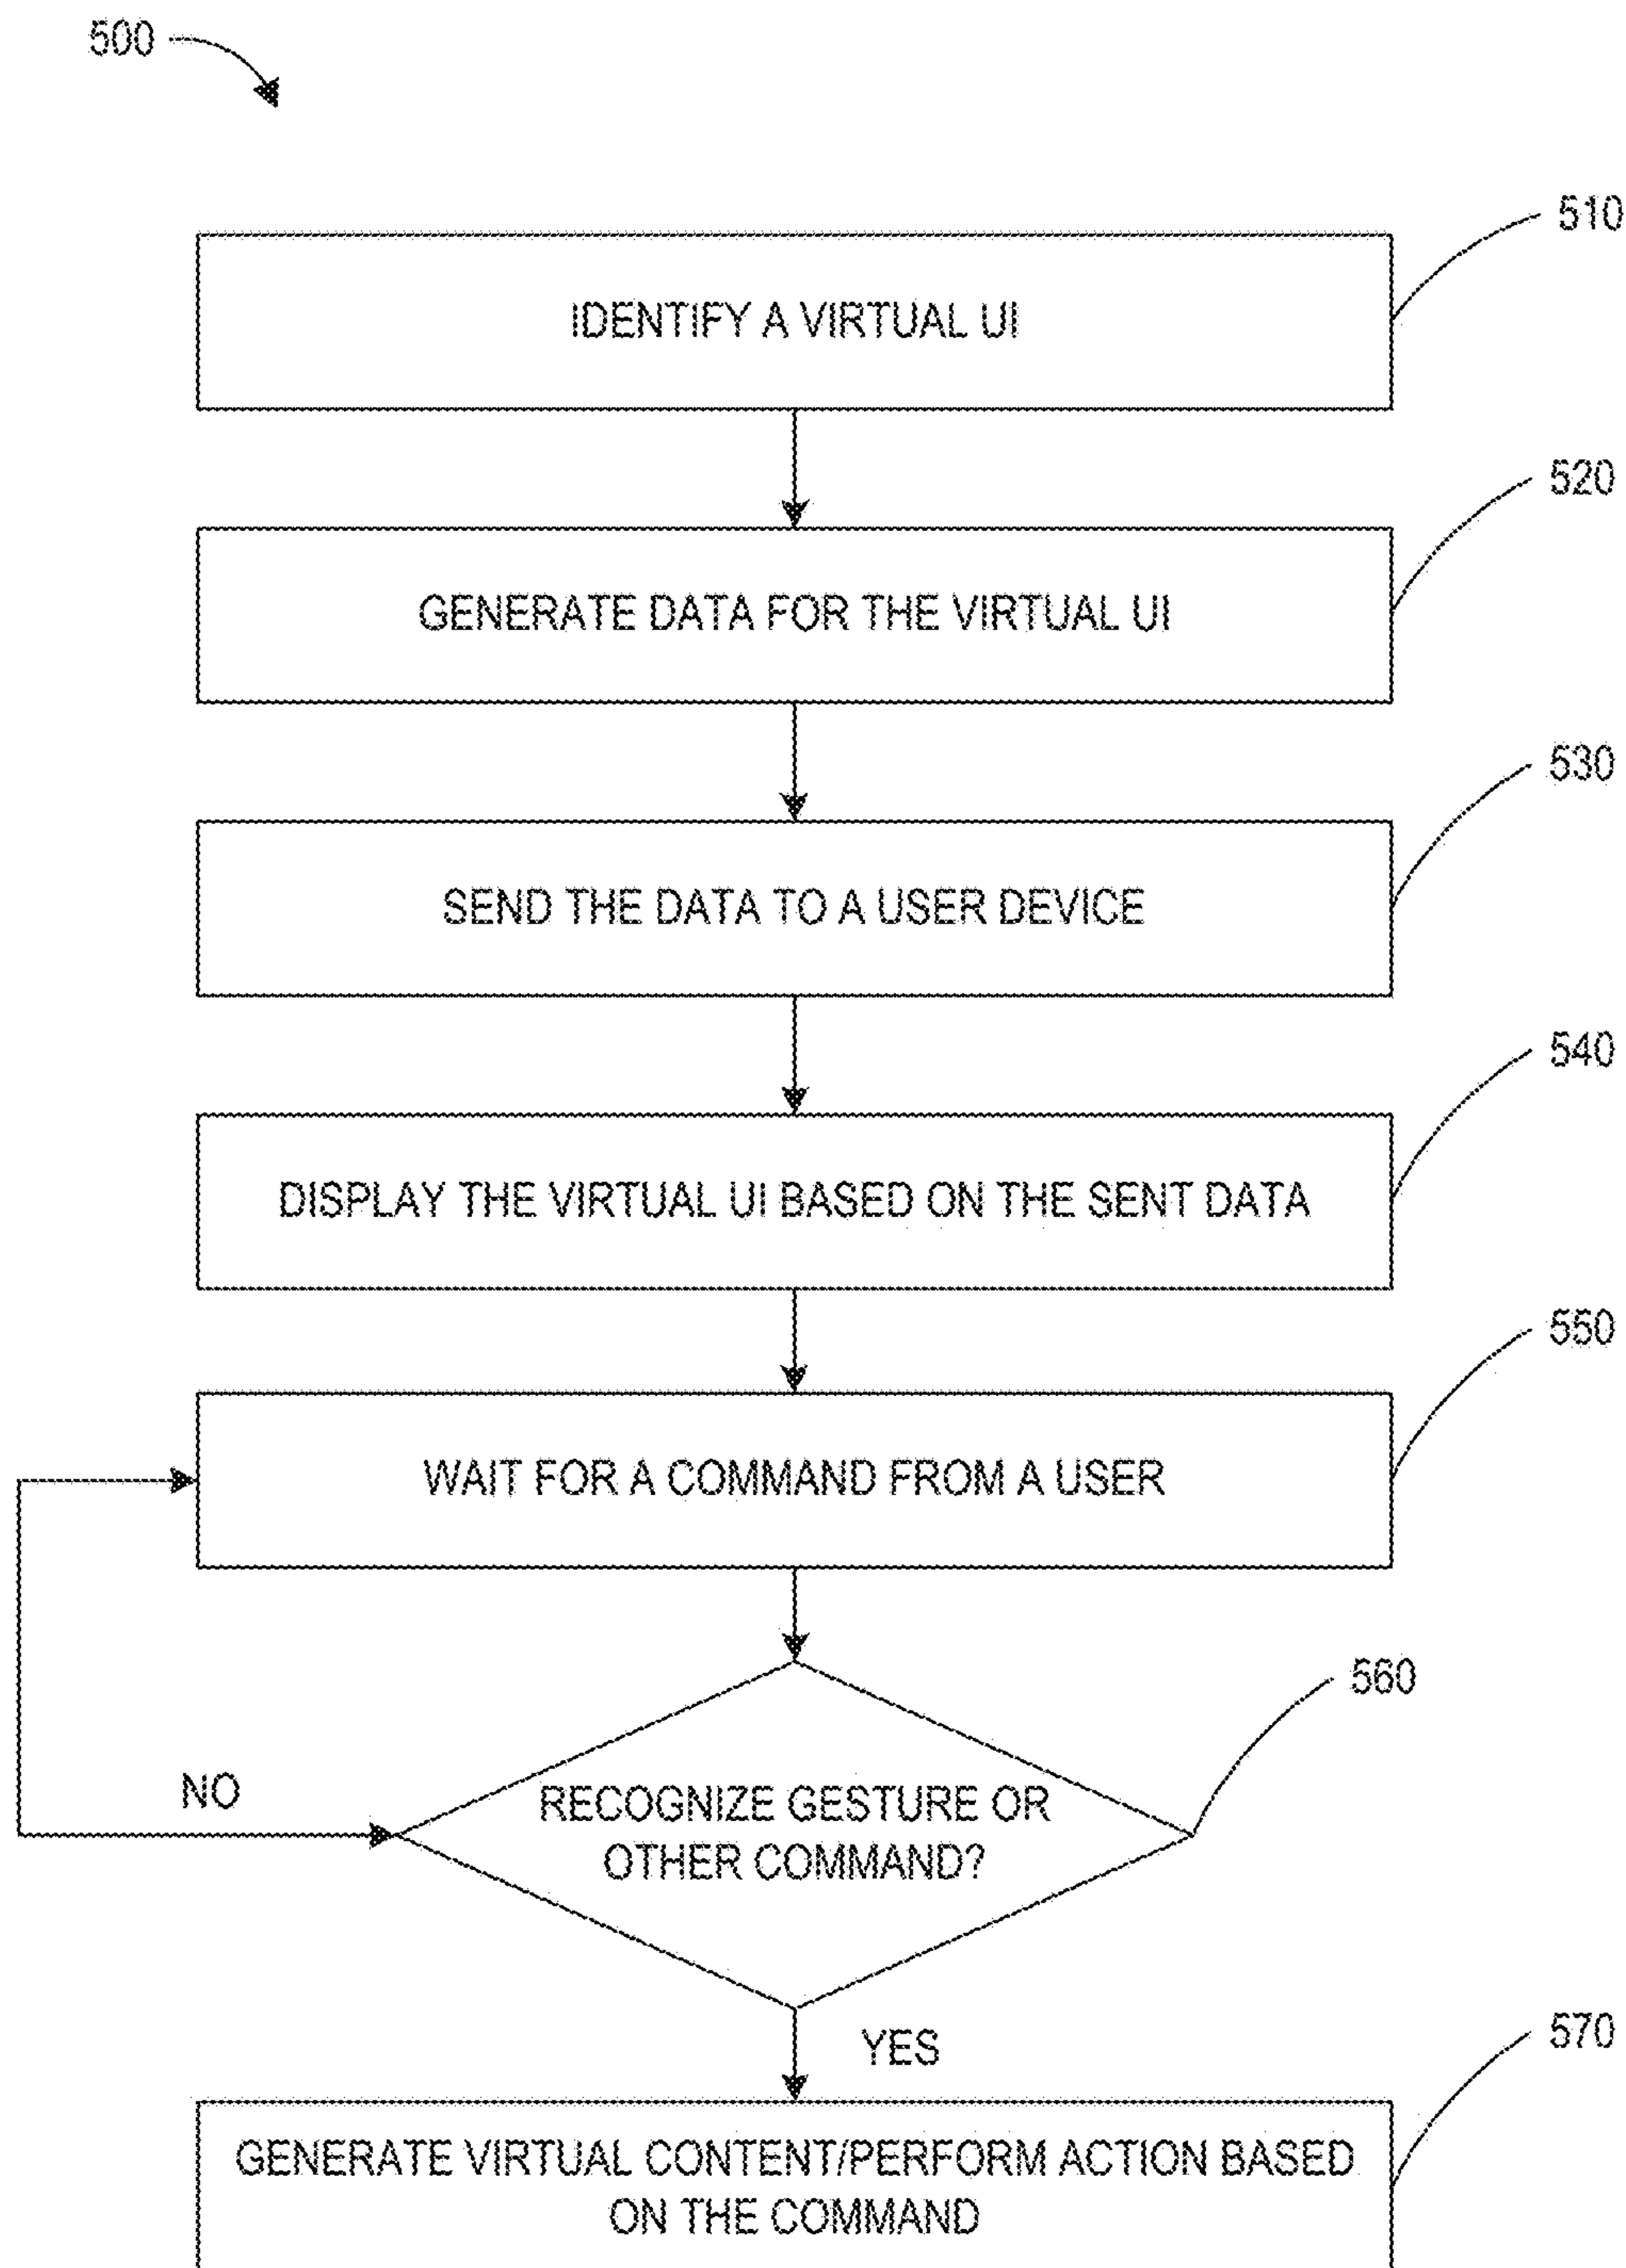 500
510
IDENTIFY A VIRTUAL UI
520
GENERATE DATA FOR THE VIRTUAL UI
530
SEND THE DATA TO A USER DEVICE
540
DISPLAY THE VIRTUAL UI BASED ON THE SENT DATA
550
WAIT FOR A COMMAND FROM A USER
560
NO
RECOGNIZE GESTURE OR
OTHER COMMAND?
YES
570
GENERATE VIRTUAL CONTENT/PERFORM ACTION BASED
ON THE COMMAND